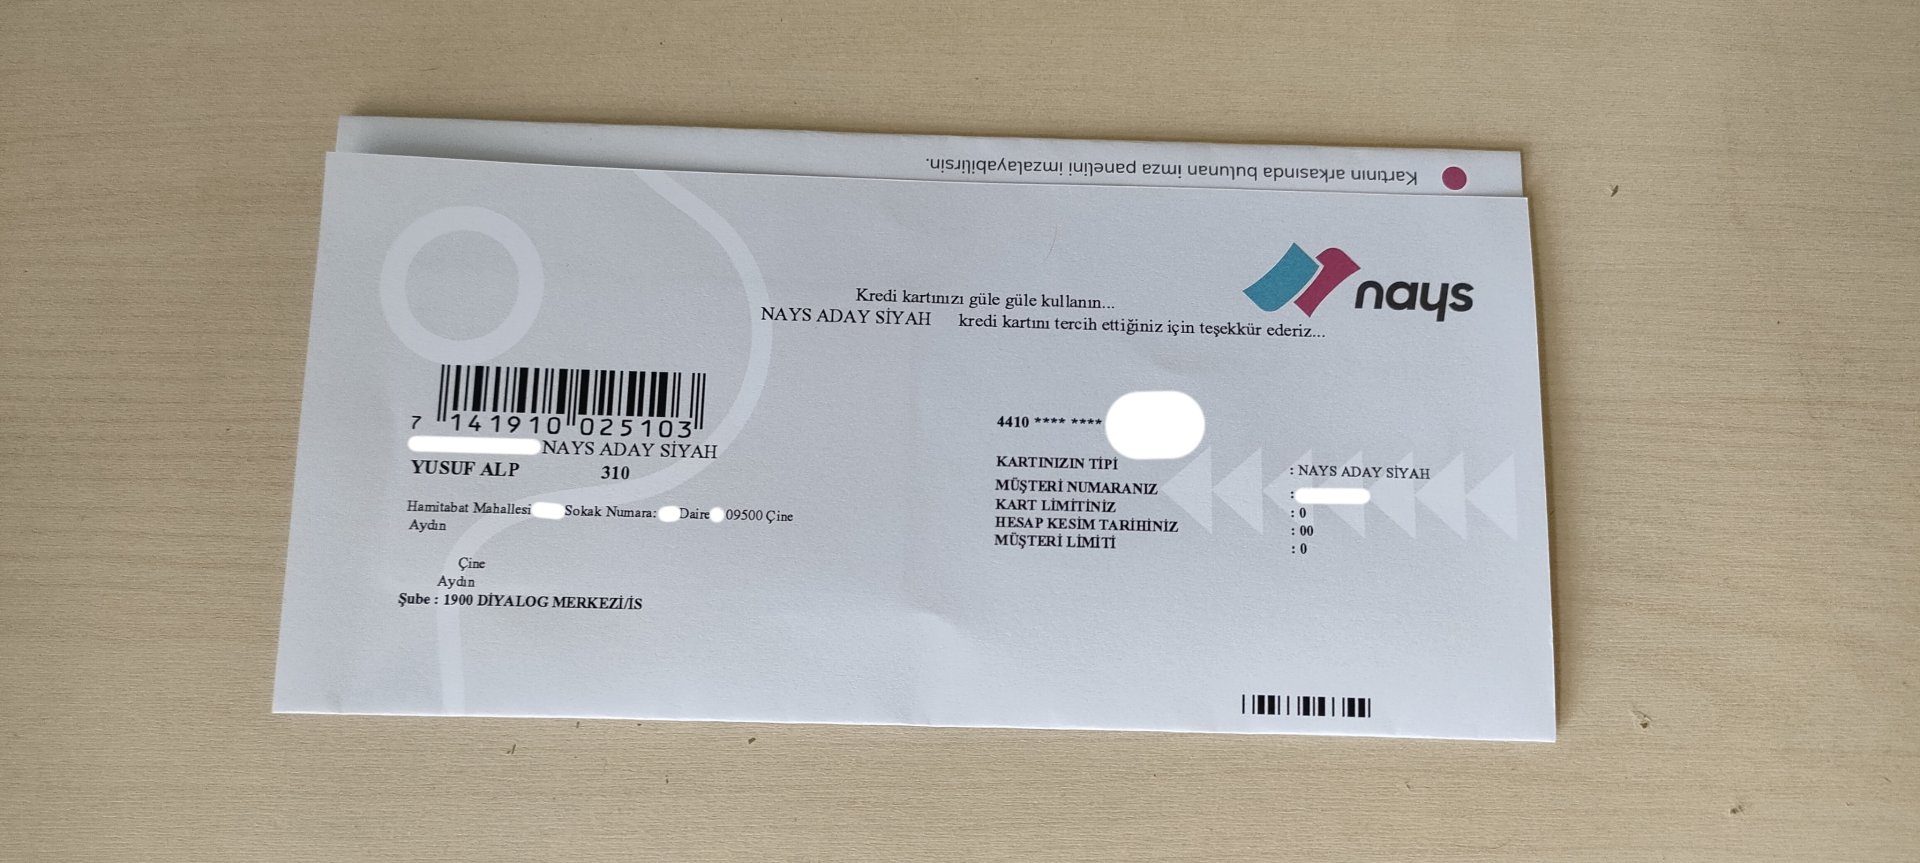 Kartının arkasında bulunan imza panelini imzalayabilirsin.
nays
Kredi kartınızı güle güle kullanın...
NAYS ADAY SİYAH kredi kartını tercih ettiğiniz için teşekkür ederiz...
7 141910 025103
NAYS ADAY SİYAH
YUSUF ALP 310
Hamitabat Mahallesi Sokak Numara: Daire 09500 Çine
Aydın
Çine
Aydın
Şube : 1900 DİYALOG MERKEZİ/İS
4410 **** ****
KARTINIZIN TİPİ : NAYS ADAY SİYAH
MÜŞTERİ NUMARANIZ :
KART LİMİTİNİZ : 0
HESAP KESİM TARİHİNİZ : 00
MÜŞTERİ LİMİTİ : 0